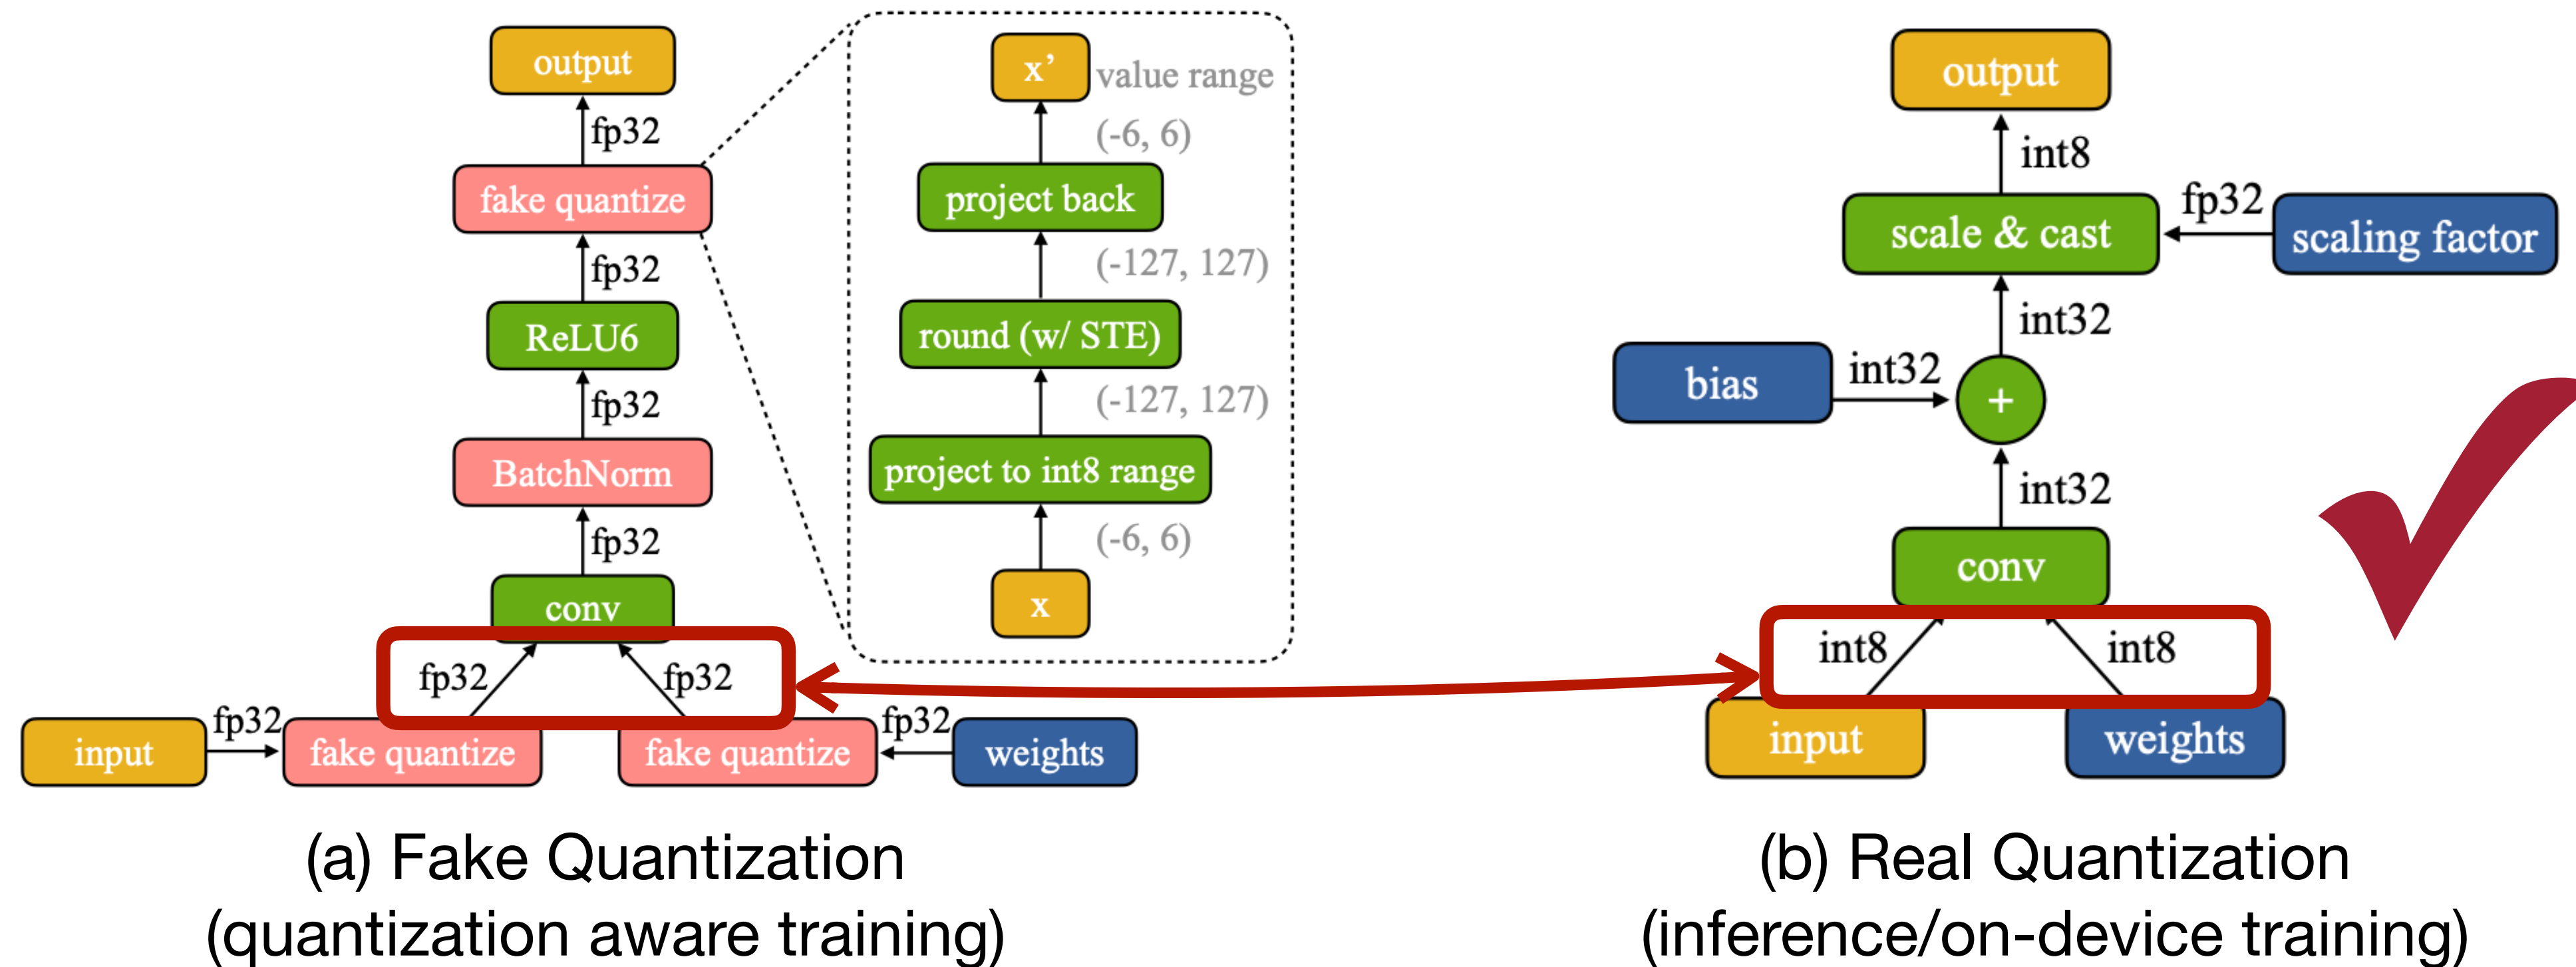 output
fp32
fake quantize
fp32
ReLU6
fp32
BatchNorm
fp32
conv
fp32
fp32
input
fp32
fake quantize
fake quantize
fp32
weights
x’
value range
(-6, 6)
project back
(-127, 127)
round (w/ STE)
(-127, 127)
project to int8 range
(-6, 6)
x
(a) Fake Quantization
(quantization aware training)
output
int8
scale & cast
fp32
scaling factor
int32
bias
int32
+
int32
conv
int8
int8
input
weights
(b) Real Quantization
(inference/on-device training)